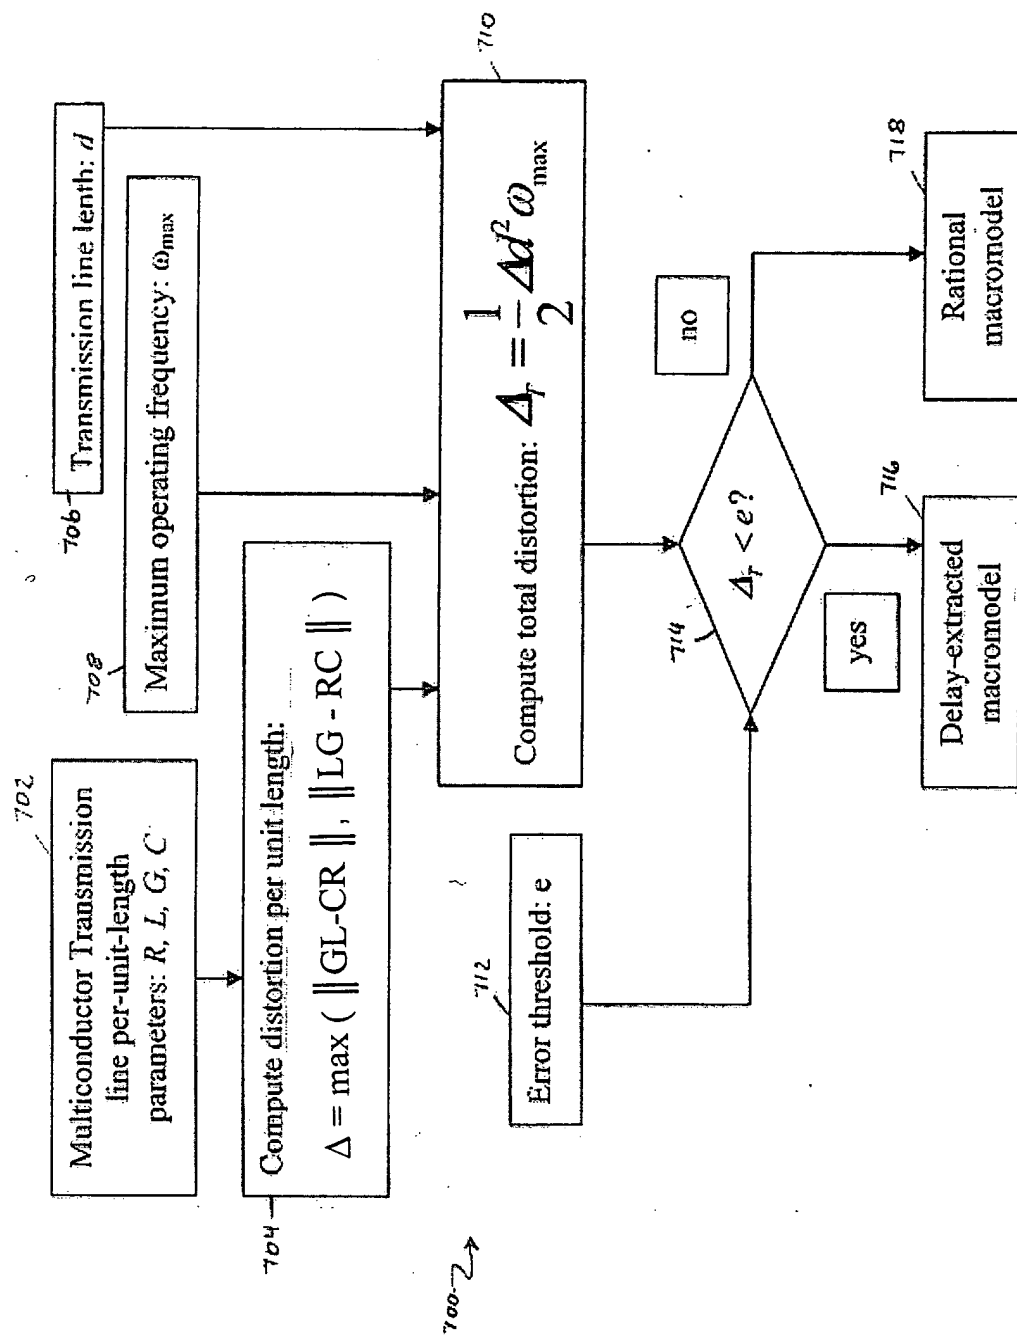 702
Multiconductor Transmission
line per-unit-length
parameters: R, L, G, C
706
Transmission line lenth: d
708
Maximum operating frequency: ωmax
704
Compute distortion per unit length:
Δ = max ( ‖GL-CR ‖, ‖LG - RC ‖ )
710
Compute total distortion: ΔT = 1/2 Δd² ωmax
700
712
Error threshold: e
714
ΔT < e?
no
yes
716
Delay-extracted
macromodel
718
Rational
macromodel